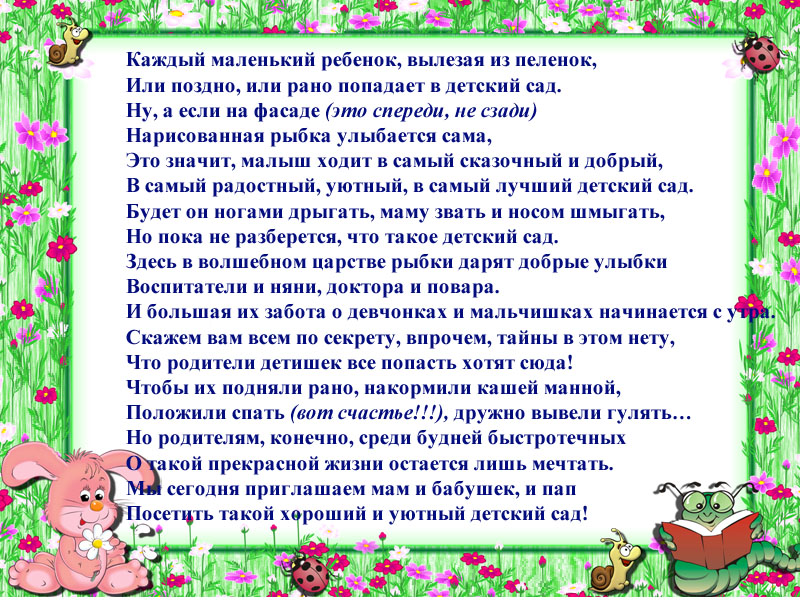 Каждый маленький ребенок, вылезая из пеленок,
Или поздно, или рано попадает в детский сад.
Ну, а если на фасаде (это спереди, не сзади)
Нарисованная рыбка улыбается сама,
Это значит, малыш ходит в самый сказочный и добрый,
В самый радостный, уютный, в самый лучший детский сад.
Будет он ногами дрыгать, маму звать и носом шмыгать,
Но пока не разберется, что такое детский сад.
Здесь в волшебном царстве рыбки дарят добрые улыбки
Воспитатели и няни, доктора и повара.
И большая их забота о девчонках и мальчишках начинается с утра.
Скажем вам всем по секрету, впрочем, тайны в этом нету,
Что родители детишек все попасть хотят сюда!
Чтобы их подняли рано, накормили кашей манной,
Положили спать (вот счастье!!!), дружно вывели гулять…
Но родителям, конечно, среди будней быстротечных
О такой прекрасной жизни остается лишь мечтать.
Мы сегодня приглашаем мам и бабушек, и пап
Посетить такой хороший и уютный детский сад!